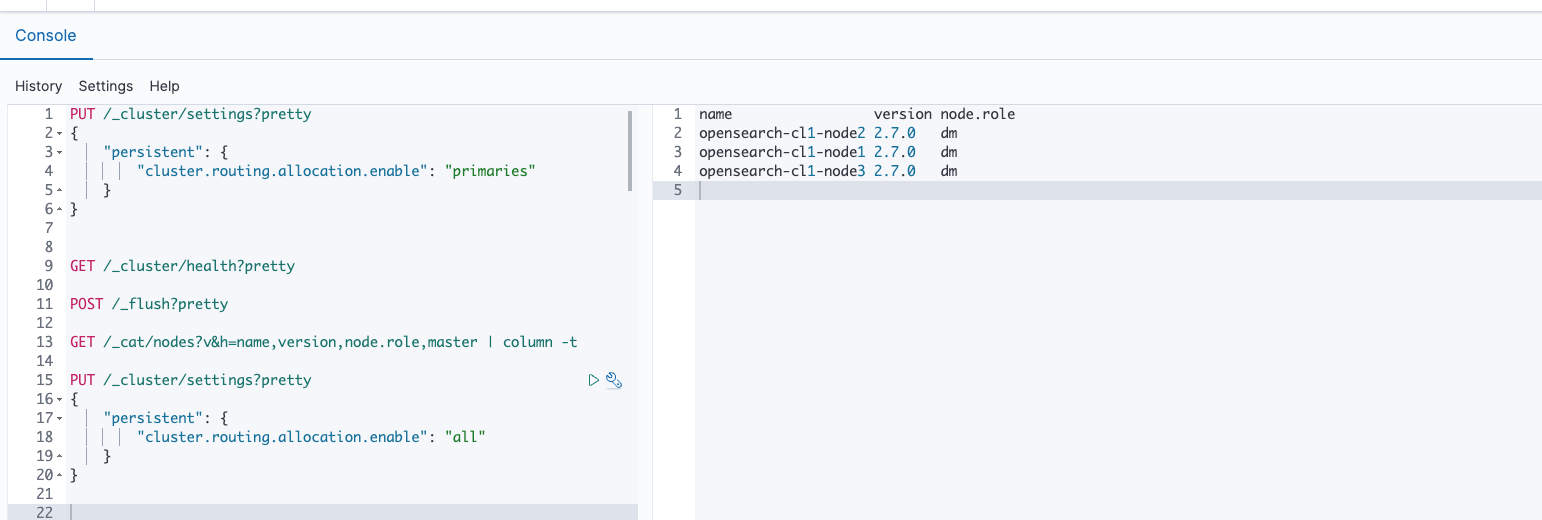 Console
History Settings Help
1 PUT /_cluster/settings?pretty
2 {
3 "persistent": {
4 "cluster.routing.allocation.enable": "primaries"
5 }
6 }
7
8
9 GET /_cluster/health?pretty
10
11 POST /_flush?pretty
12
13 GET /_cat/nodes?v&h=name,version,node.role,master | column -t
14
15 PUT /_cluster/settings?pretty
16 {
17 "persistent": {
18 "cluster.routing.allocation.enable": "all"
19 }
20 }
21
22
1 name version node.role
2 opensearch-cl1-node2 2.7.0 dm
3 opensearch-cl1-node1 2.7.0 dm
4 opensearch-cl1-node3 2.7.0 dm
5